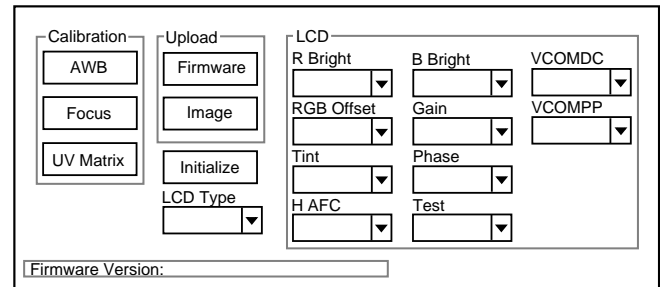 Calibration
AWB
Focus
UV Matrix
Upload
Firmware
Image
Initialize
LCD Type
LCD
R Bright
B Bright
VCOMDC
RGB Offset
Gain
VCOMPP
Tint
Phase
H AFC
Test
Firmware Version: